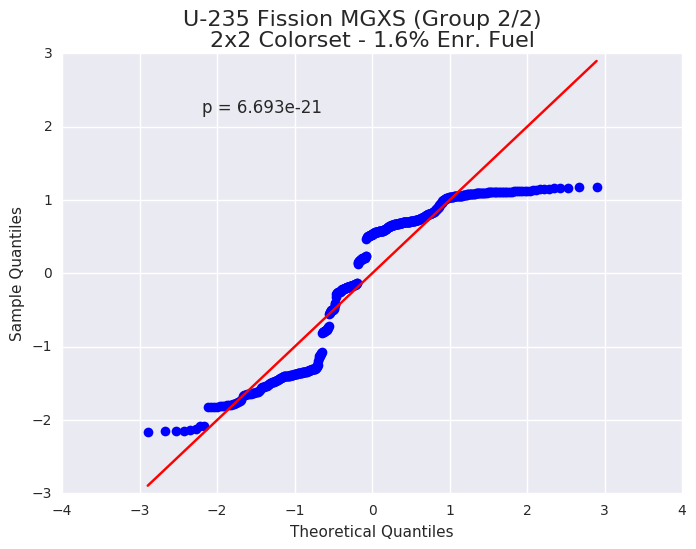 U-235 Fission MGXS (Group 2/2)
2x2 Colorset - 1.6% Enr. Fuel
3
p = 6.693e-21
2
1
0
−1
−2
−3
Sample Quantiles
−4 −3 −2 −1 0 1 2 3 4
Theoretical Quantiles